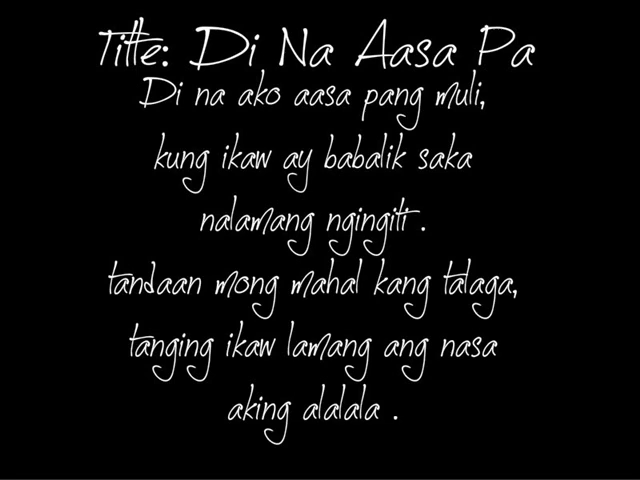 Title: Di Na Aasa Pa
Di na ako aasa pang muli,
kung ikaw ay babalik saka
nalamang ngingiti .
tandaan mong mahal kang talaga,
tanging ikaw lamang ang nasa
aking alalala .